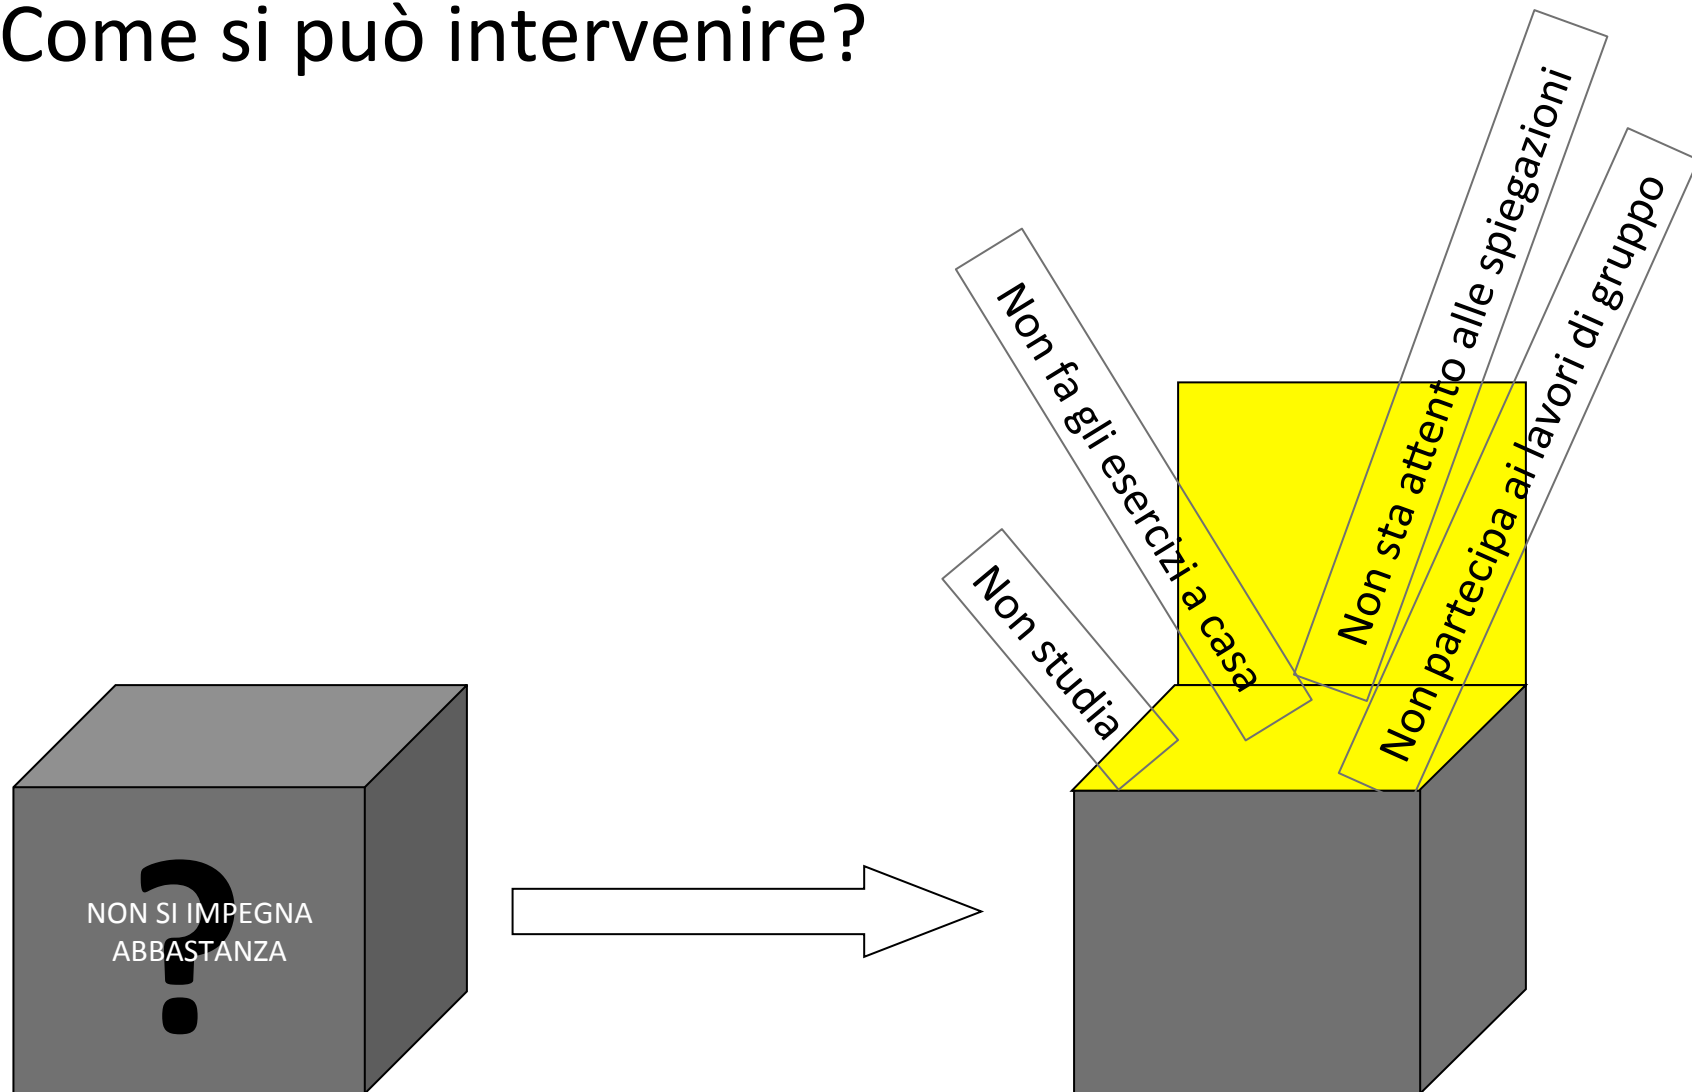 Come si può intervenire?
Non sta attento alle spiegazioni
Non partecipa ai lavori di gruppo
Non fa gli esercizi a casa
Non studia
?
NON SI IMPEGNA
ABBASTANZA